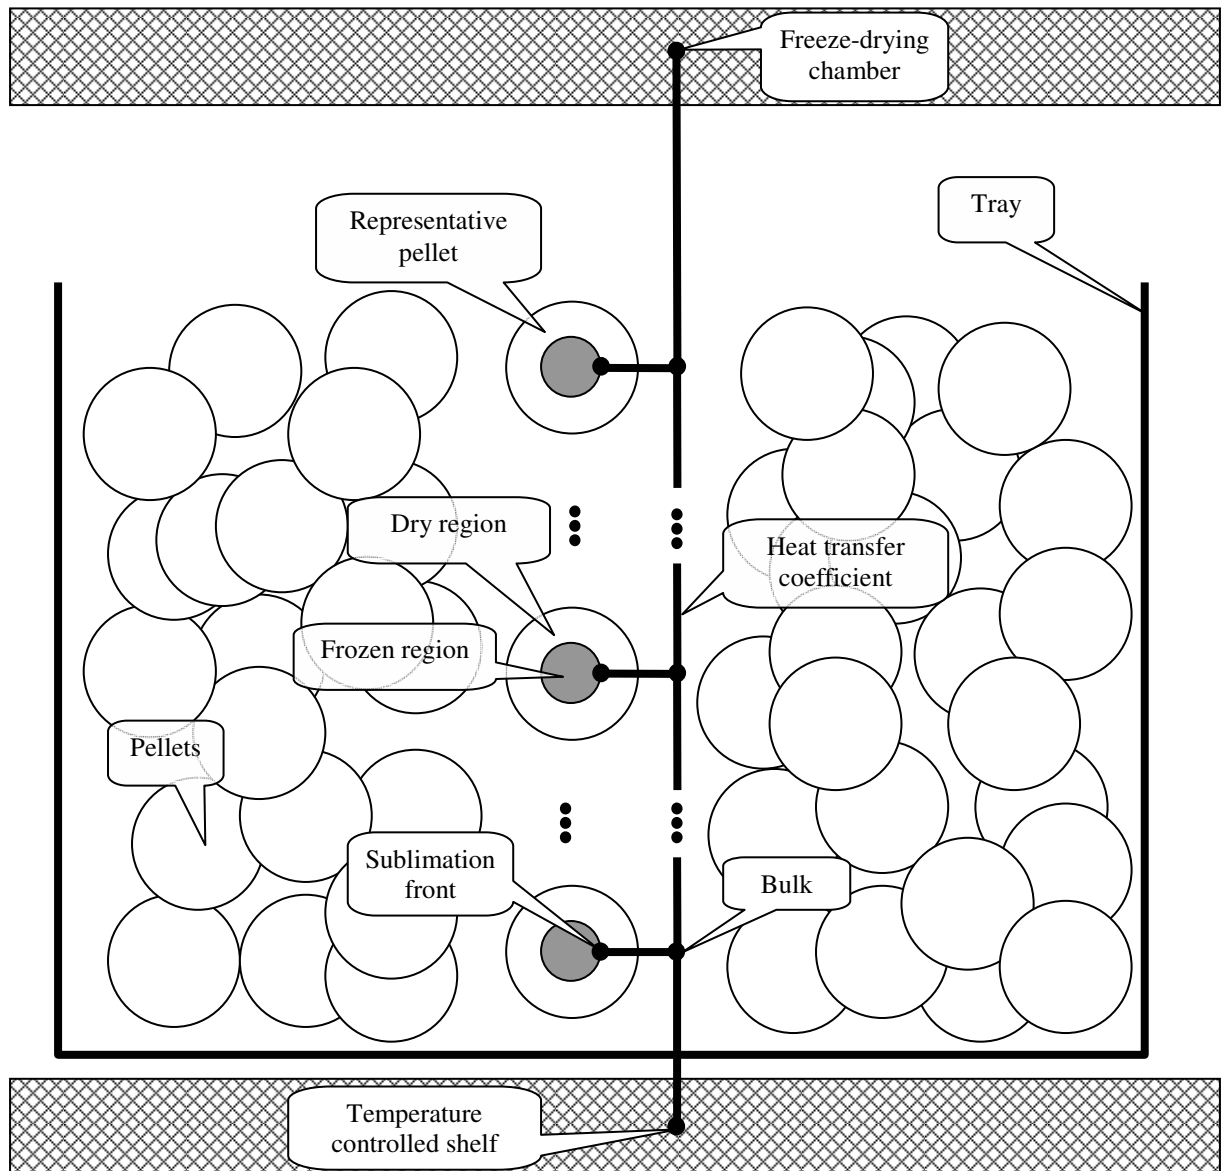 Freeze-drying
chamber
Representative
pellet
Tray
Dry region
Heat transfer
coefficient
Frozen region
Pellets
Sublimation
front
Bulk
Temperature
controlled shelf